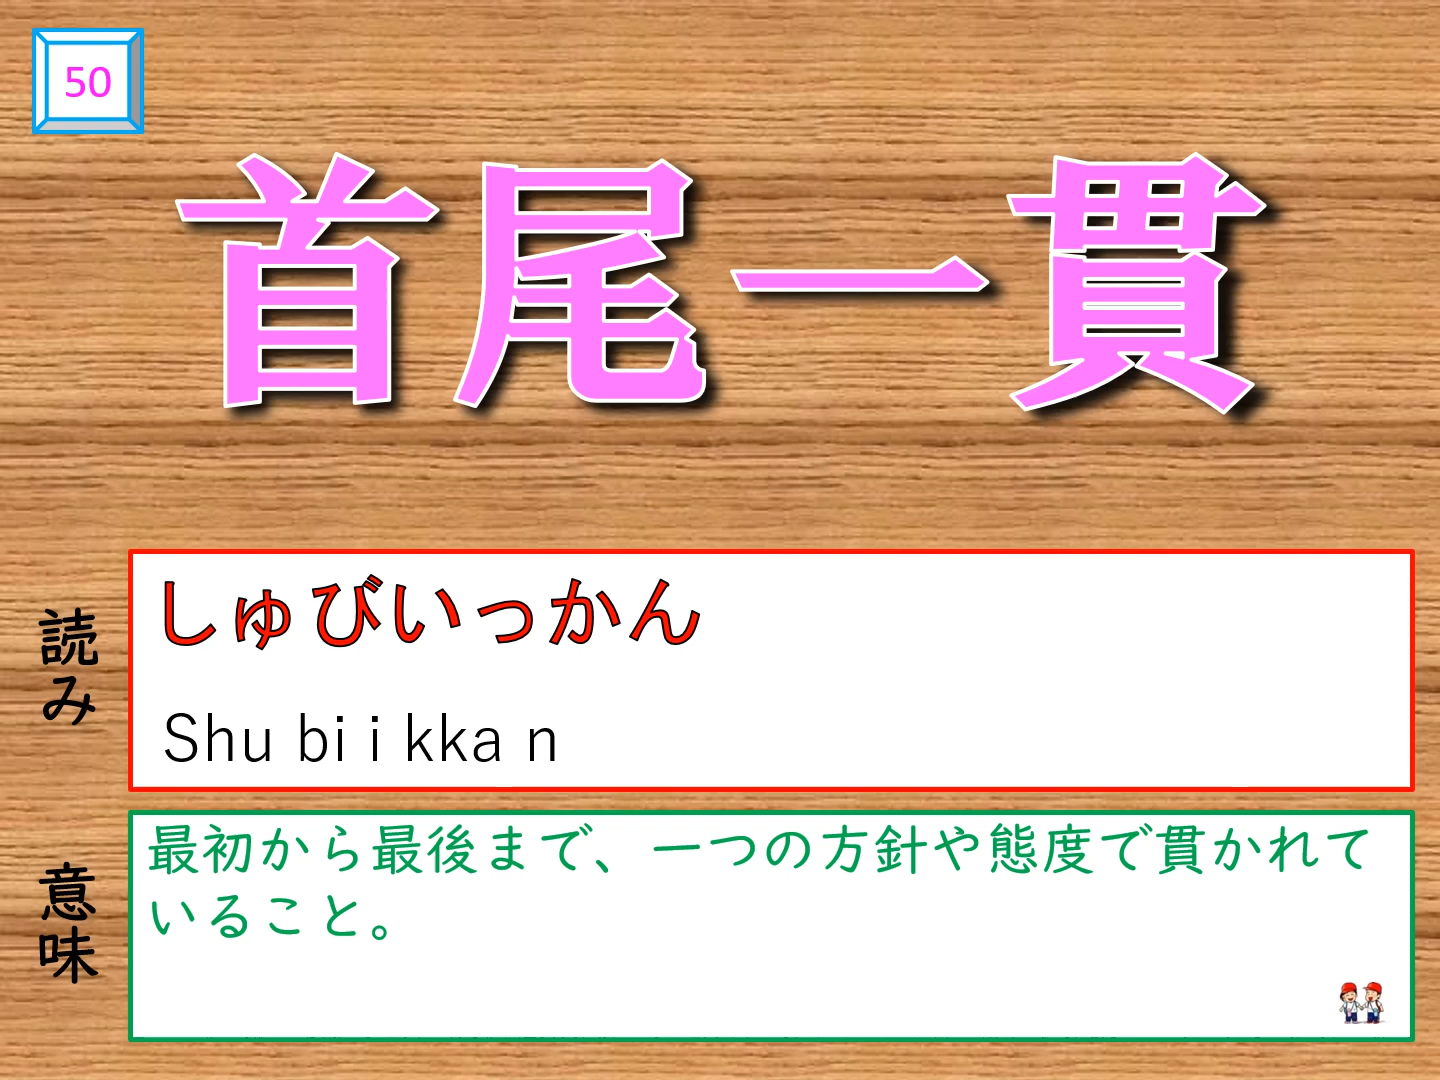 50
首尾一貫
読み
しゅびいっかん
Shu bi i kka n
意味
最初から最後まで、一つの方針や態度で貫かれて
いること。